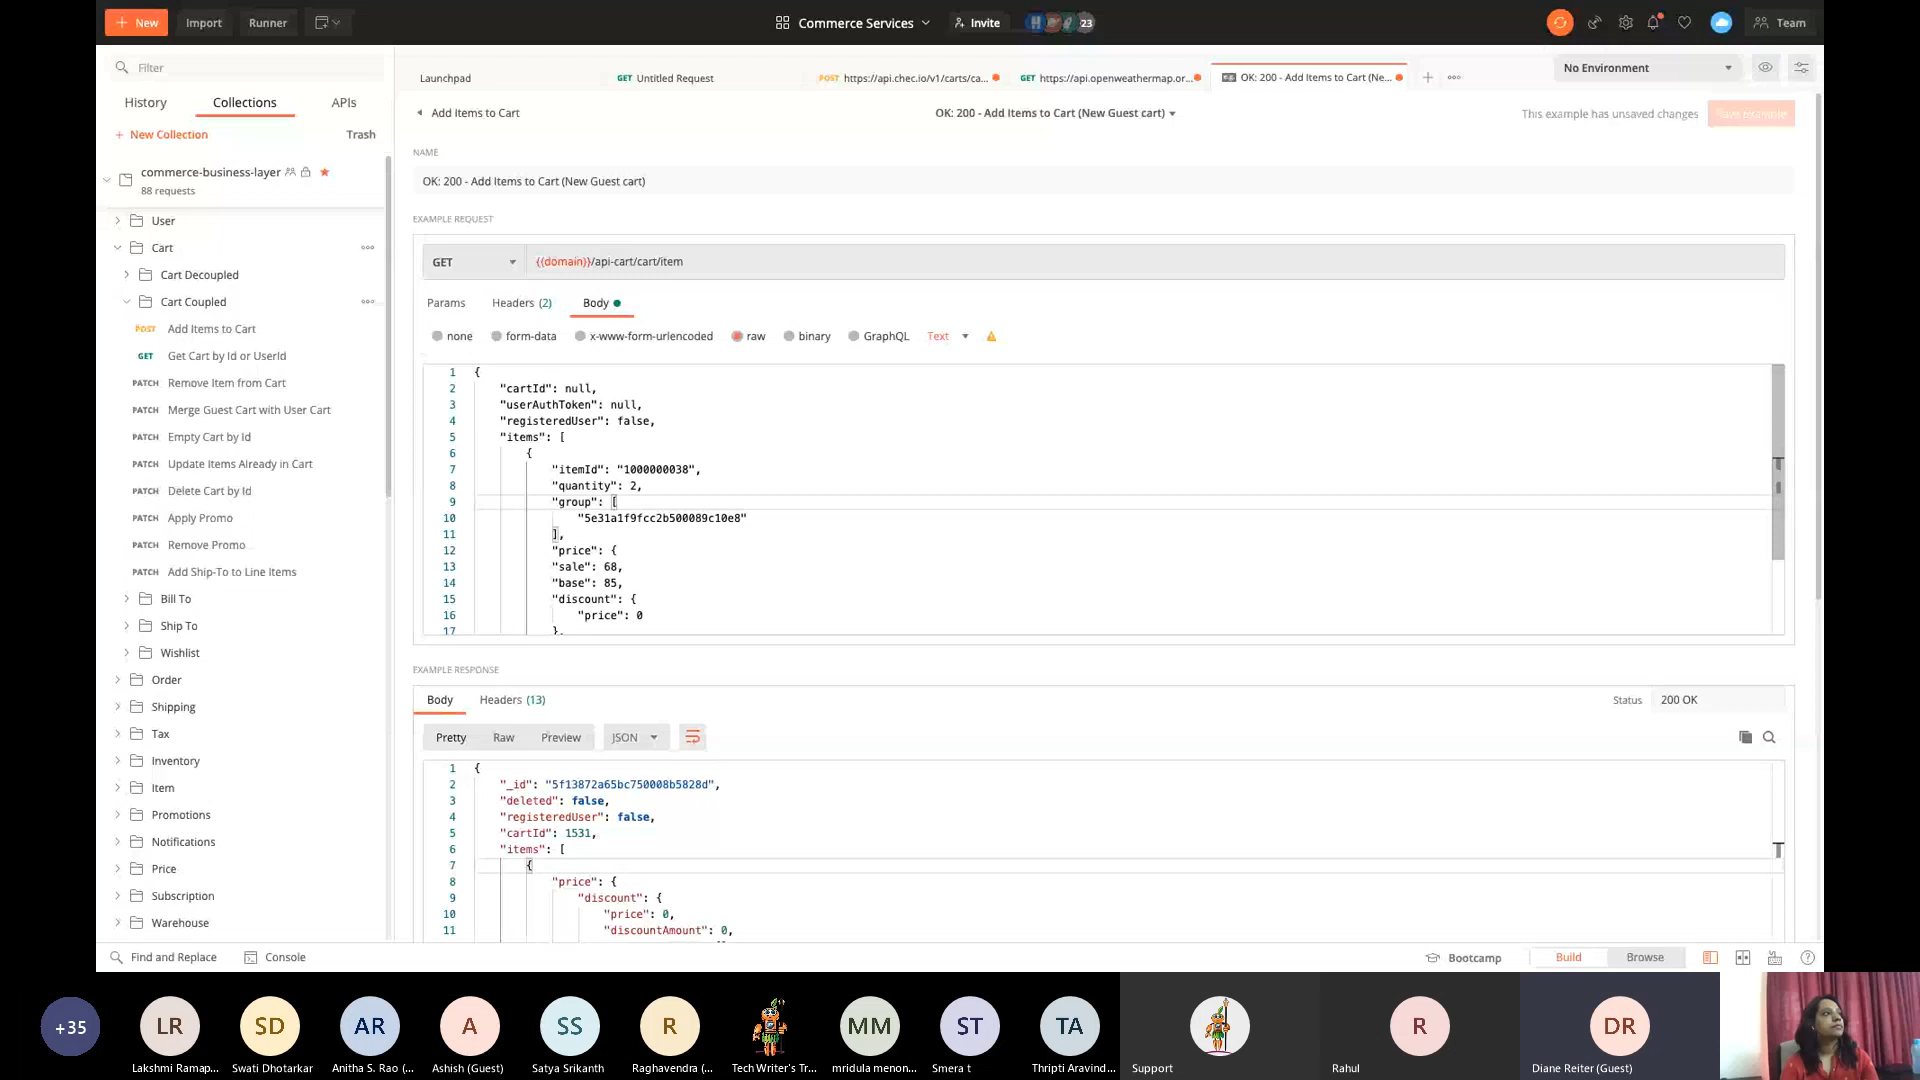 New
Import
Runner
Commerce Services
Invite
23
Team
Filter
History
Collections
APIs
+ New Collection
Trash
commerce-business-layer
88 requests
User
Cart
Cart Decoupled
Cart Coupled
POST Add Items to Cart
GET Get Cart by Id or UserId
PATCH Remove Item from Cart
PATCH Merge Guest Cart with User Cart
PATCH Empty Cart by Id
PATCH Update Items Already in Cart
PATCH Delete Cart by Id
PATCH Apply Promo
PATCH Remove Promo
PATCH Add Ship-To to Line Items
Bill To
Ship To
Wishlist
Order
Shipping
Tax
Inventory
Item
Promotions
Notifications
Price
Subscription
Warehouse
Launchpad
GET Untitled Request
POST https://api.chec.io/v1/carts/ca...
GET https://api.openweathermap.or...
OK: 200 - Add Items to Cart (Ne...
No Environment
Add Items to Cart
OK: 200 - Add Items to Cart (New Guest cart)
This example has unsaved changes
Save Example
NAME
OK: 200 - Add Items to Cart (New Guest cart)
EXAMPLE REQUEST
GET
{{domain}}/api-cart/cart/item
Params
Headers (2)
Body
none
form-data
x-www-form-urlencoded
raw
binary
GraphQL
Text
1 {
2 "cartId": null,
3 "userAuthToken": null,
4 "registeredUser": false,
5 "items": [
6 {
7 "itemId": "1000000038",
8 "quantity": 2,
9 "group": [
10 "5e31a1f9fcc2b500089c10e8"
11 ],
12 "price": {
13 "sale": 68,
14 "base": 85,
15 "discount": {
16 "price": 0
17 },
EXAMPLE RESPONSE
Body
Headers (13)
Status
200 OK
Pretty
Raw
Preview
JSON
1 {
2 "_id": "5f13872a65bc750008b5828d",
3 "deleted": false,
4 "registeredUser": false,
5 "cartId": 1531,
6 "items": [
7 {
8 "price": {
9 "discount": {
10 "price": 0,
11 "discountAmount": 0,
Find and Replace
Console
Bootcamp
Build
Browse
+35
LR
Lakshmi Ramap...
SD
Swati Dhotarkar
AR
Anitha S. Rao (...
A
Ashish (Guest)
SS
Satya Srikanth
R
Raghavendra (...
Tech Writer's Tr...
MM
mridula menon...
ST
Smera t
TA
Thripti Aravind...
Support
R
Rahul
DR
Diane Reiter (Guest)